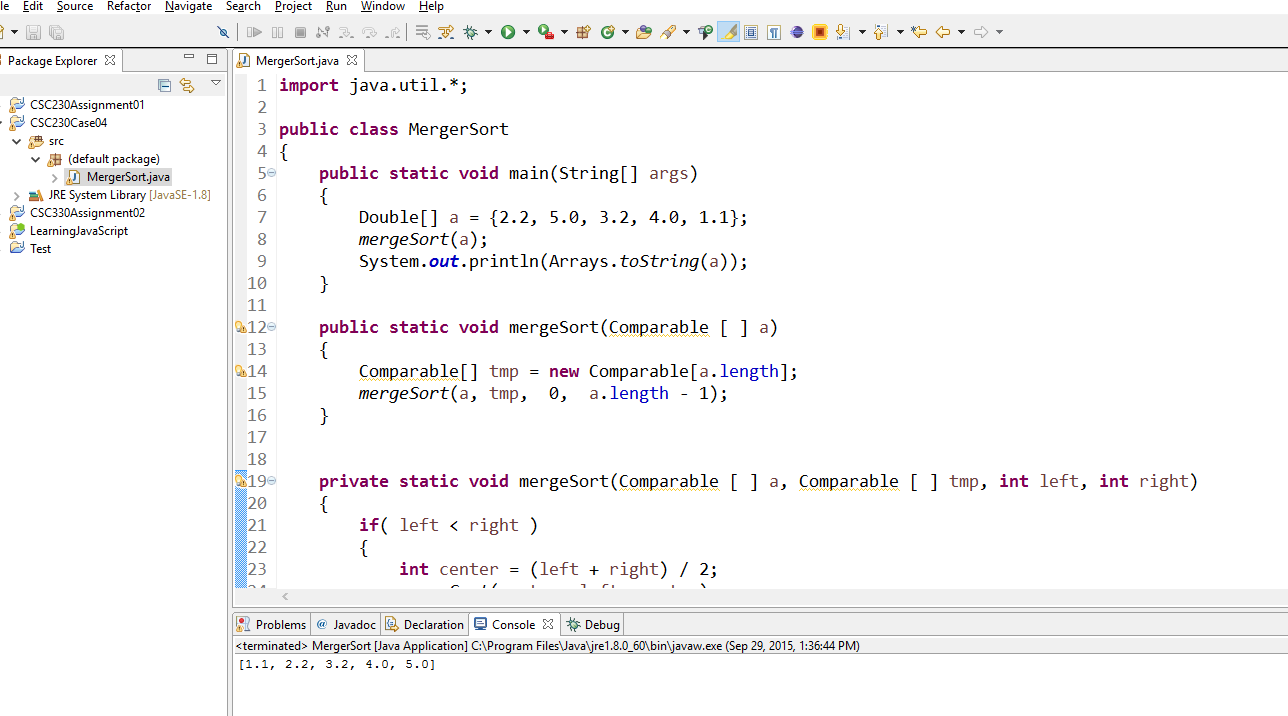 le Edit Source Refactor Navigate Search Project Run Window Help
Package Explorer
CSC230Assignment01
CSC230Case04
src
(default package)
MergerSort.java
JRE System Library [JavaSE-1.8]
CSC330Assignment02
LearningJavaScript
Test
MergerSort.java
1 import java.util.*;
2
3 public class MergerSort
4 {
5 public static void main(String[] args)
6 {
7 Double[] a = {2.2, 5.0, 3.2, 4.0, 1.1};
8 mergeSort(a);
9 System.out.println(Arrays.toString(a));
10 }
11
12 public static void mergeSort(Comparable [ ] a)
13 {
14 Comparable[] tmp = new Comparable[a.length];
15 mergeSort(a, tmp, 0, a.length - 1);
16 }
17
18
19 private static void mergeSort(Comparable [ ] a, Comparable [ ] tmp, int left, int right)
20 {
21 if( left < right )
22 {
23 int center = (left + right) / 2;
Problems @ Javadoc Declaration Console Debug
<terminated> MergerSort [Java Application] C:\Program Files\Java\jre1.8.0_60\bin\javaw.exe (Sep 29, 2015, 1:36:44 PM)
[1.1, 2.2, 3.2, 4.0, 5.0]